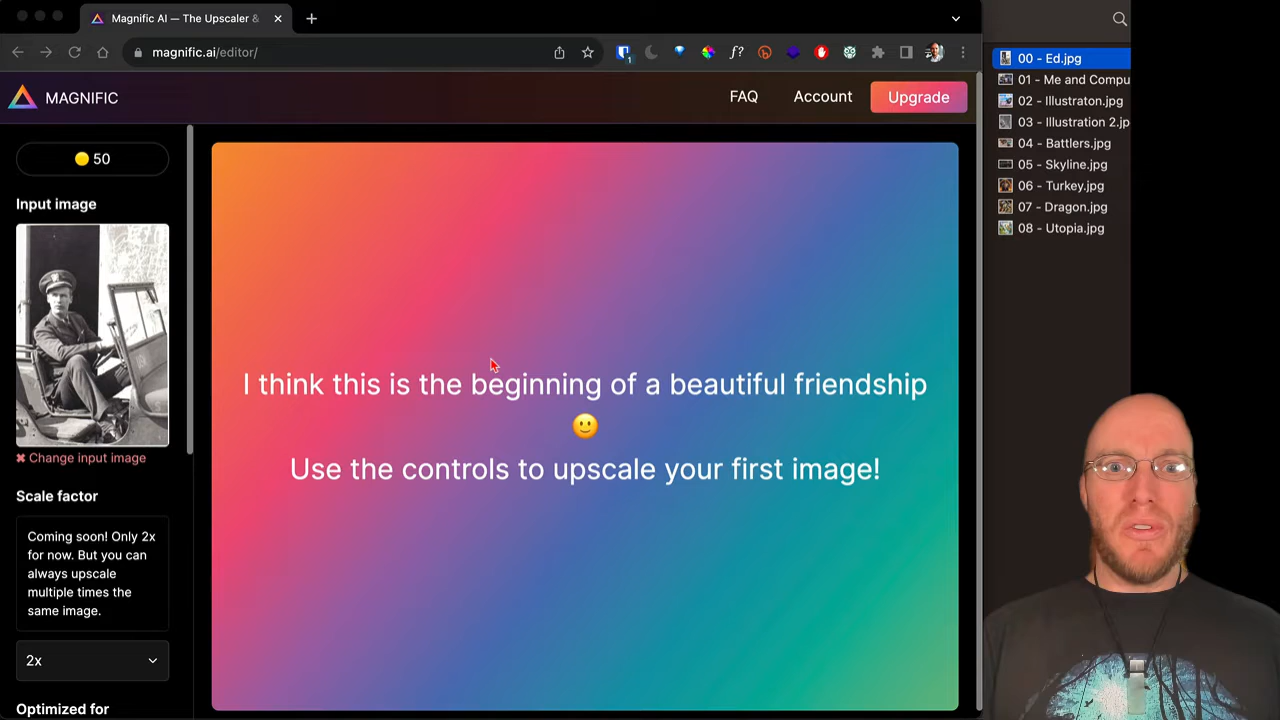 Magnific AI — The Upscaler &
magnific.ai/editor/
MAGNIFIC
FAQ
Account
Upgrade
50
Input image
✖ Change input image
Scale factor
Coming soon! Only 2x
for now. But you can
always upscale
multiple times the
same image.
2x
Optimized for
I think this is the beginning of a beautiful friendship
🙂
Use the controls to upscale your first image!
00 - Ed.jpg
01 - Me and Compu
02 - Illustraton.jpg
03 - Illustration 2.jp
04 - Battlers.jpg
05 - Skyline.jpg
06 - Turkey.jpg
07 - Dragon.jpg
08 - Utopia.jpg